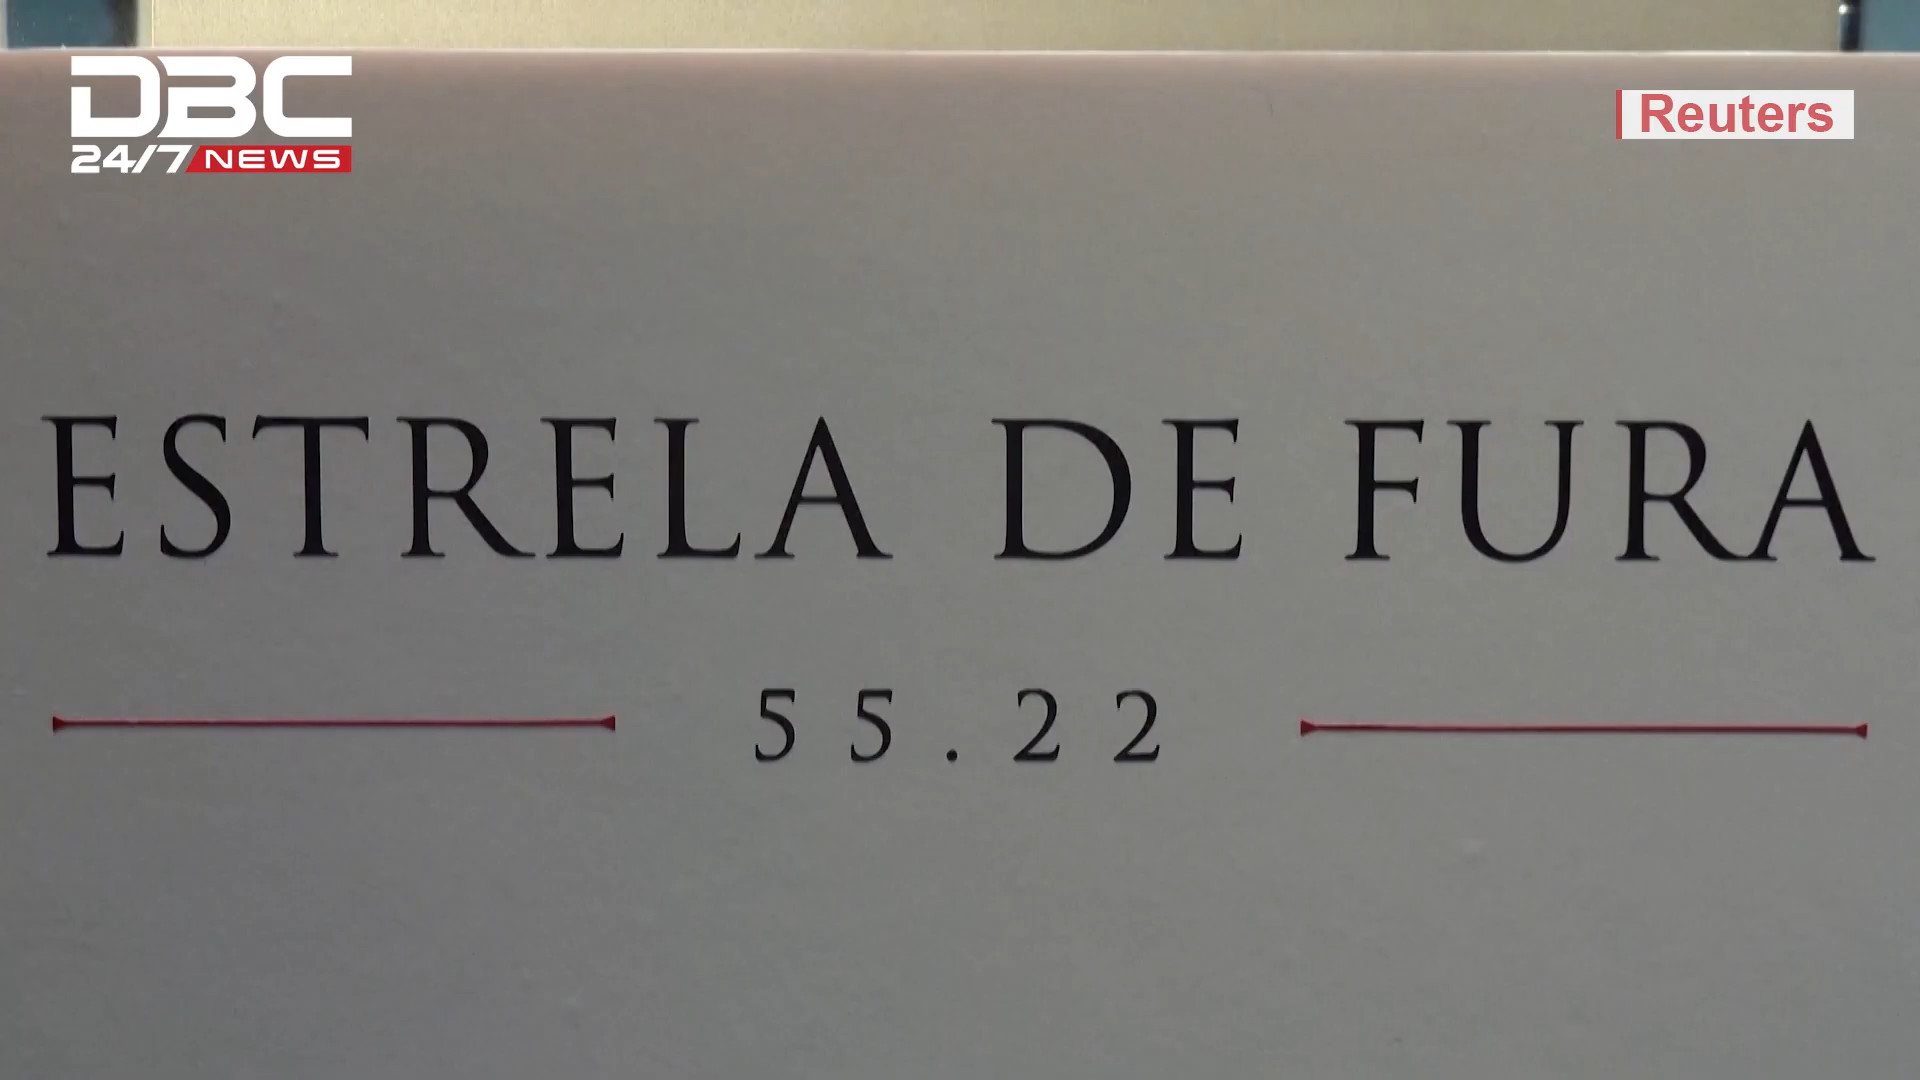 DBC
24/7 NEWS
Reuters
ESTRELA DE FURA
55.22